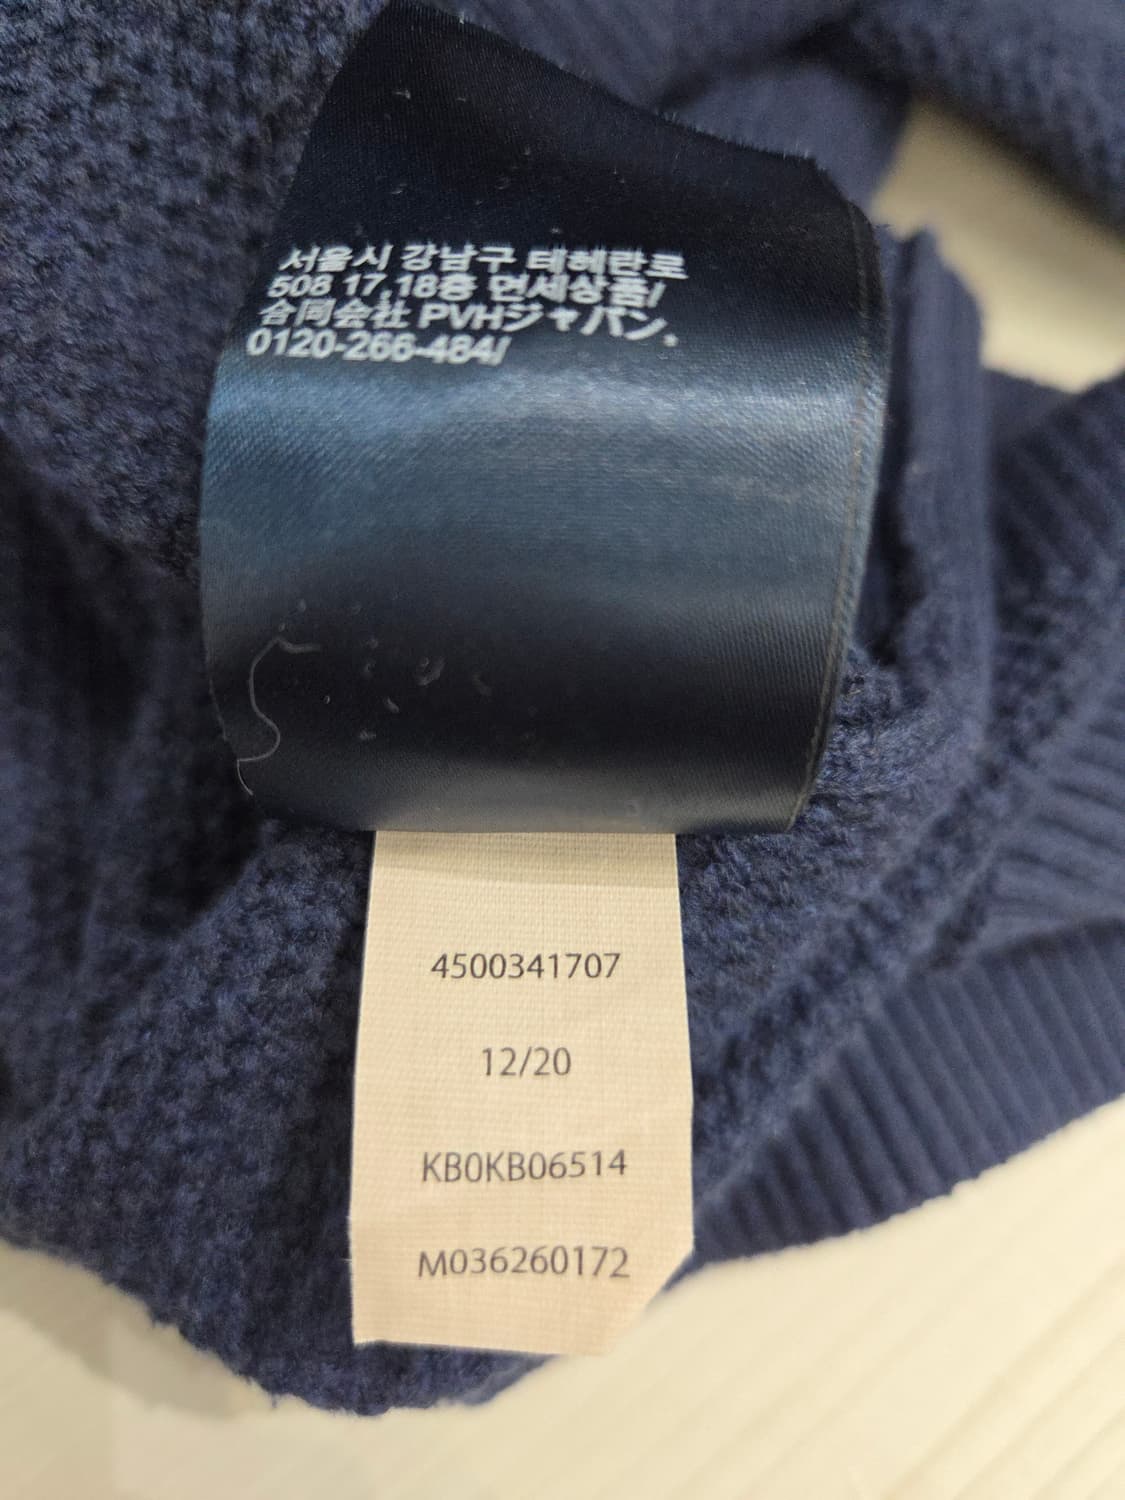 서울시 강남구 테헤란로
508 17,18층 면세상품/
合同会社 PVHジャパン。
0120-266-484/
4500341707
12/20
KB0KB06514
M036260172